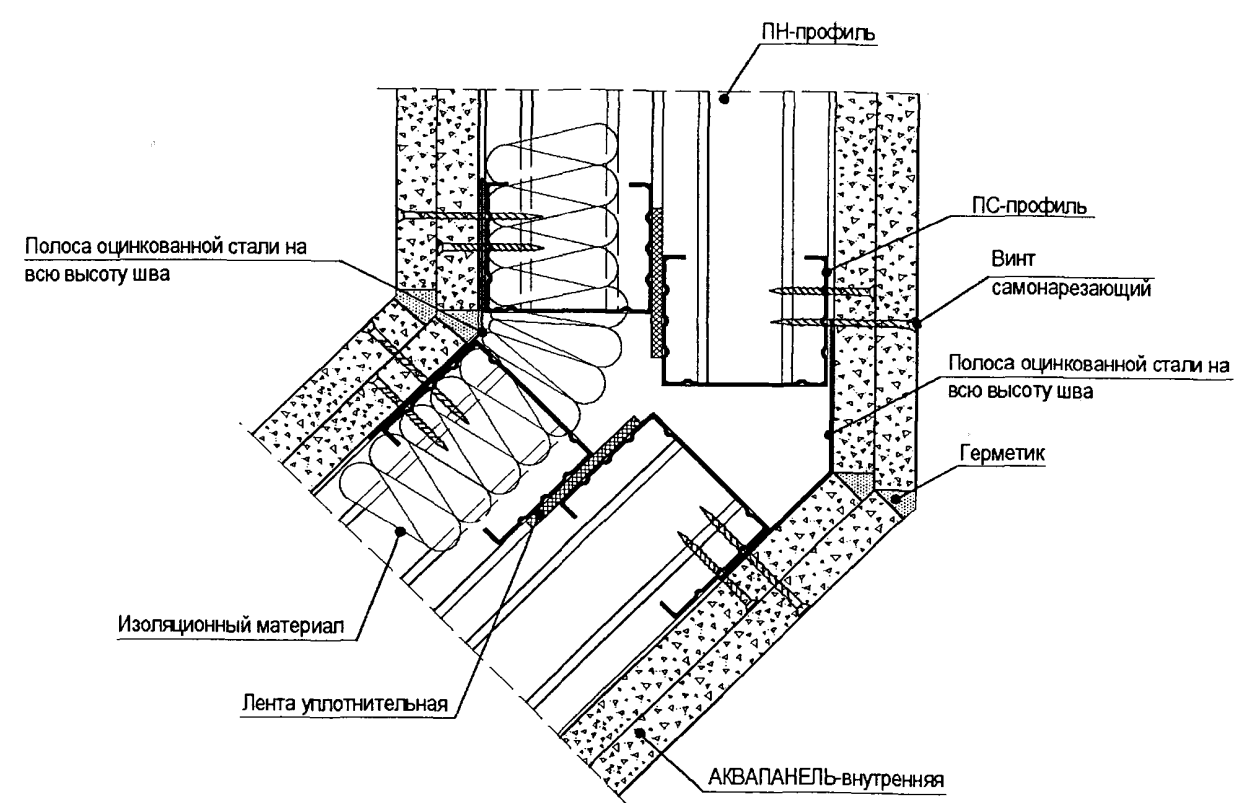 ПН-профиль
ПС-профиль
Полоса оцинкованной стали на
всю высоту шва
Винт
самонарезающий
Полоса оцинкованной стали на
всю высоту шва
Герметик
Изоляционный материал
Лента уплотнительная
АКВАПАНЕЛЬ-внутренняя